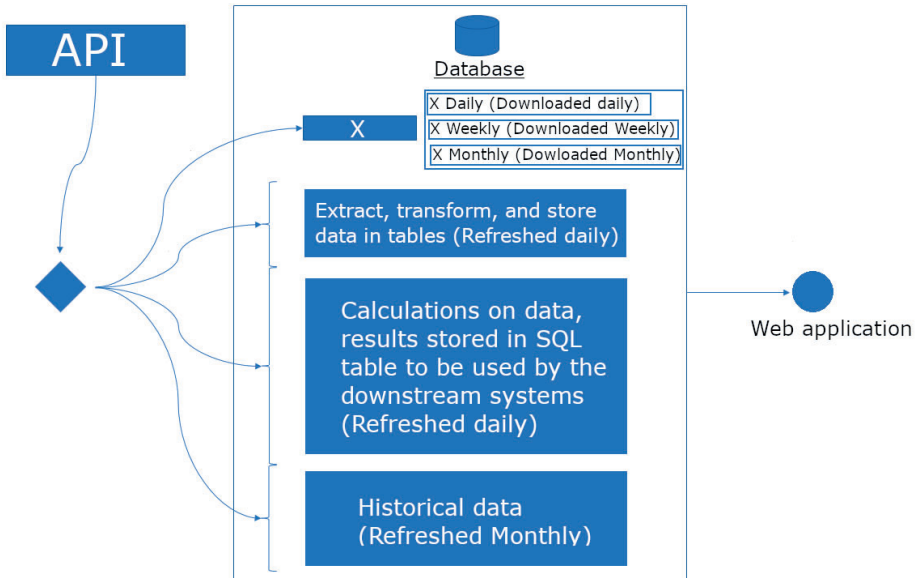 API
Database
X
X Daily (Downloaded daily)
X Weekly (Downloaded Weekly)
X Monthly (Dowloaded Monthly)
Extract, transform, and store
data in tables (Refreshed daily)
Calculations on data,
results stored in SQL
table to be used by the
downstream systems
(Refreshed daily)
Historical data
(Refreshed Monthly)
Web application